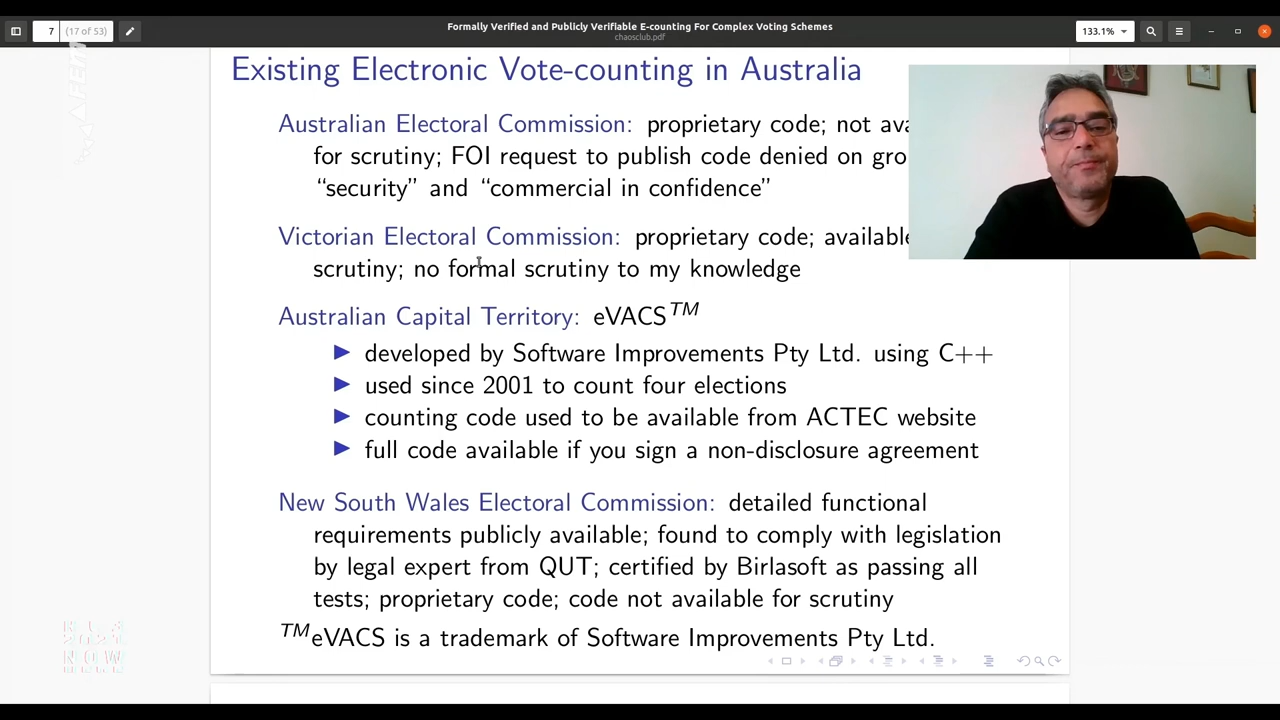 7 (17 of 53)
Formally Verified and Publicly Verifiable E-counting For Complex Voting Schemes
chaosclub.pdf
133.1%
Existing Electronic Vote-counting in Australia
Australian Electoral Commission: proprietary code; not ava
for scrutiny; FOI request to publish code denied on gro
“security” and “commercial in confidence”
Victorian Electoral Commission: proprietary code; available
scrutiny; no formal scrutiny to my knowledge
Australian Capital Territory: eVACS™
▶ developed by Software Improvements Pty Ltd. using C++
▶ used since 2001 to count four elections
▶ counting code used to be available from ACTEC website
▶ full code available if you sign a non-disclosure agreement
New South Wales Electoral Commission: detailed functional
requirements publicly available; found to comply with legislation
by legal expert from QUT; certified by Birlasoft as passing all
tests; proprietary code; code not available for scrutiny
™eVACS is a trademark of Software Improvements Pty Ltd.
NOW